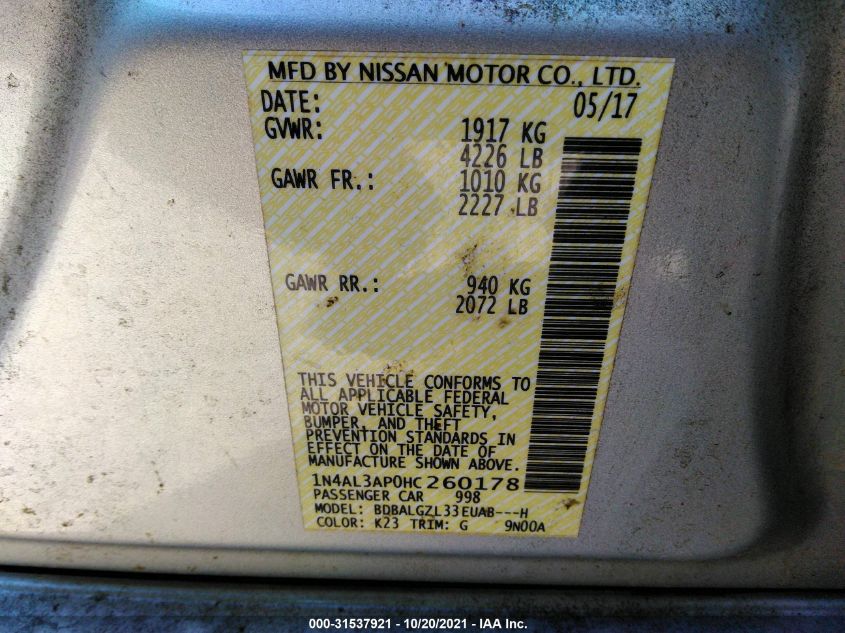 MFD BY NISSAN MOTOR CO., LTD.
DATE: 05/17
GVWR: 1917 KG
4226 LB
GAWR FR.: 1010 KG
2227 LB
GAWR RR.: 940 KG
2072 LB
THIS VEHICLE CONFORMS TO
ALL APPLICABLE FEDERAL
MOTOR VEHICLE SAFETY,
BUMPER, AND THEFT
PREVENTION STANDARDS IN
EFFECT ON THE DATE OF
MANUFACTURE SHOWN ABOVE.
1N4AL3AP0HC260178
PASSENGER CAR 998
MODEL: BDBALGZL33EUAB---H
COLOR: K23 TRIM: G 9N00A
000-31537921 - 10/20/2021 - IAA Inc.